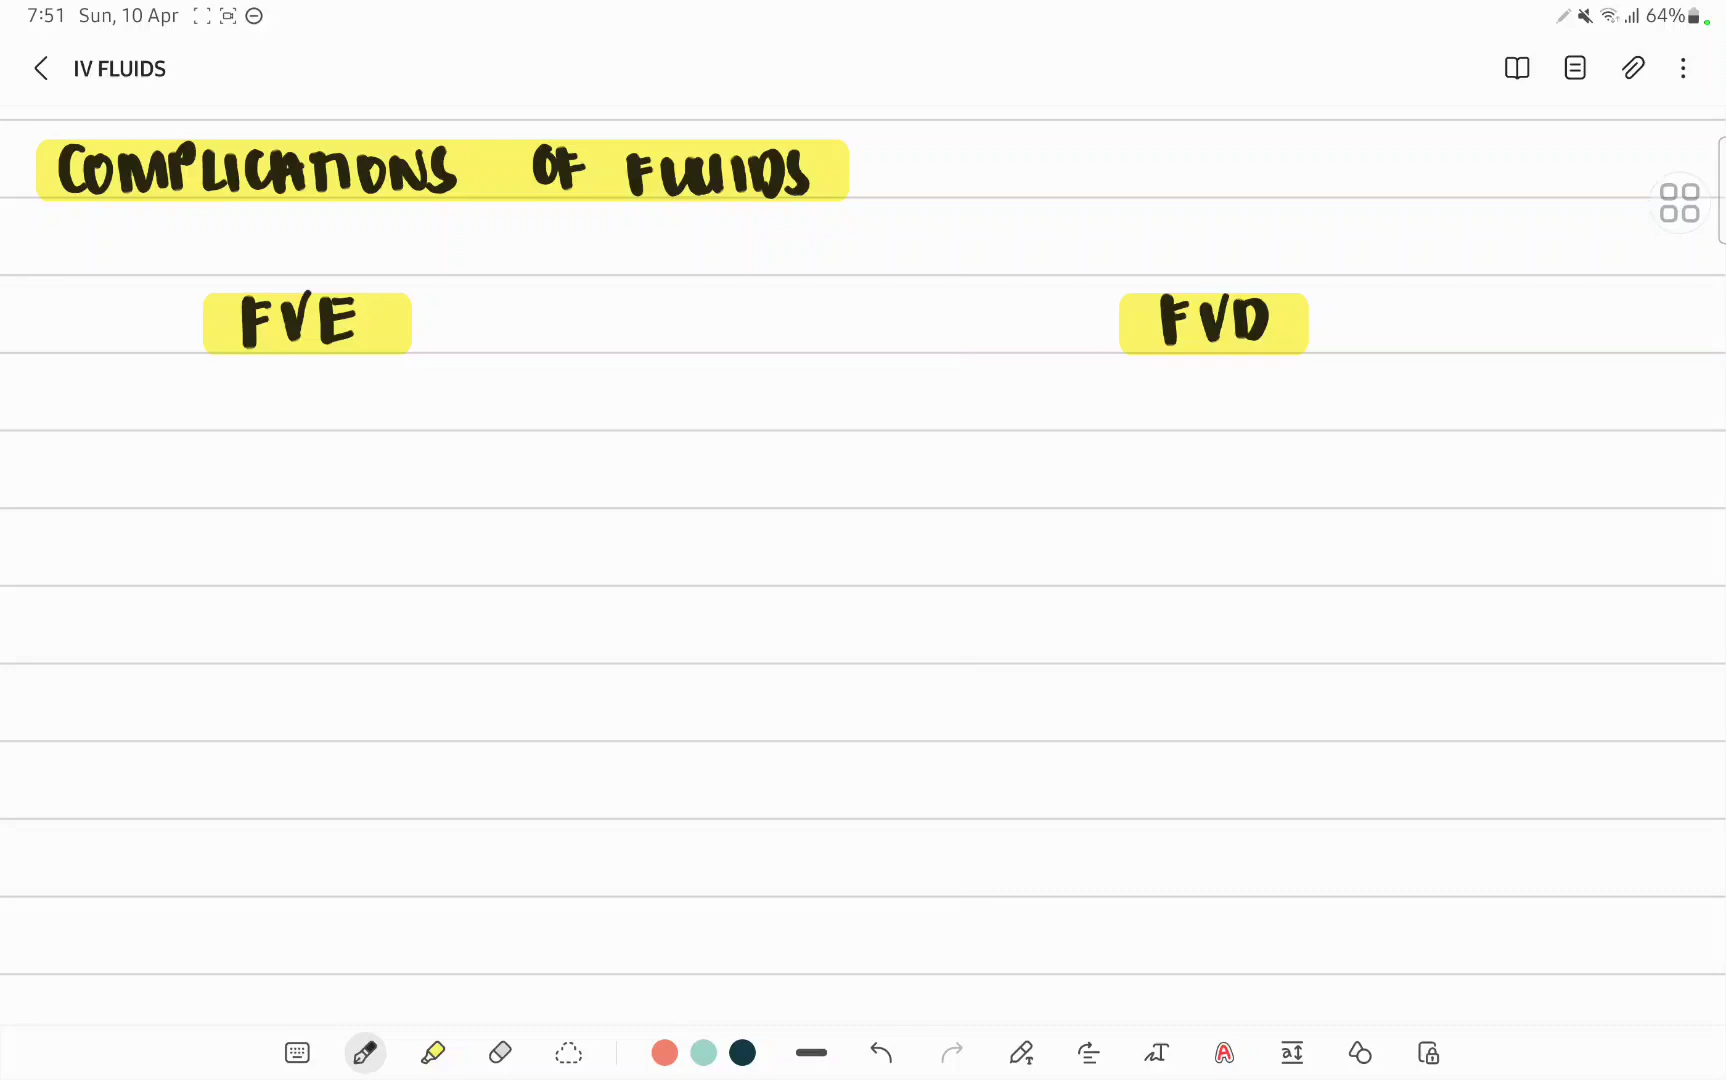 7:51 Sun, 10 Apr 64%
IV FLUIDS
COMPLICATIONS OF FLUIDS
FVE FVD